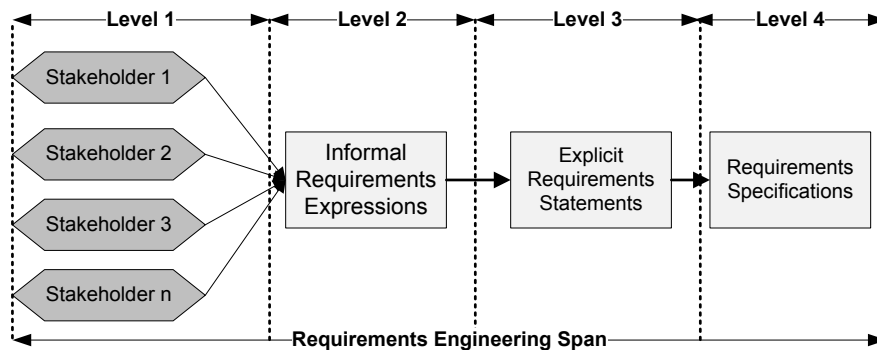 Level 1
Level 2
Level 3
Level 4
Stakeholder 1
Stakeholder 2
Stakeholder 3
Stakeholder n
Informal
Requirements
Expressions
Explicit
Requirements
Statements
Requirements
Specifications
Requirements Engineering Span